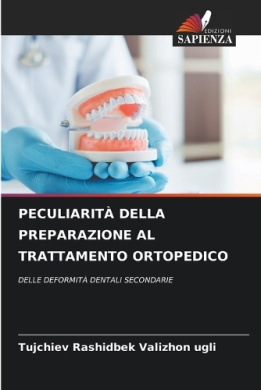 EDIZIONI
SAPIENZA
PECULIARITÀ DELLA
PREPARAZIONE AL
TRATTAMENTO ORTOPEDICO
DELLE DEFORMITÀ DENTALI SECONDARIE
Tujchiev Rashidbek Valizhon ugli